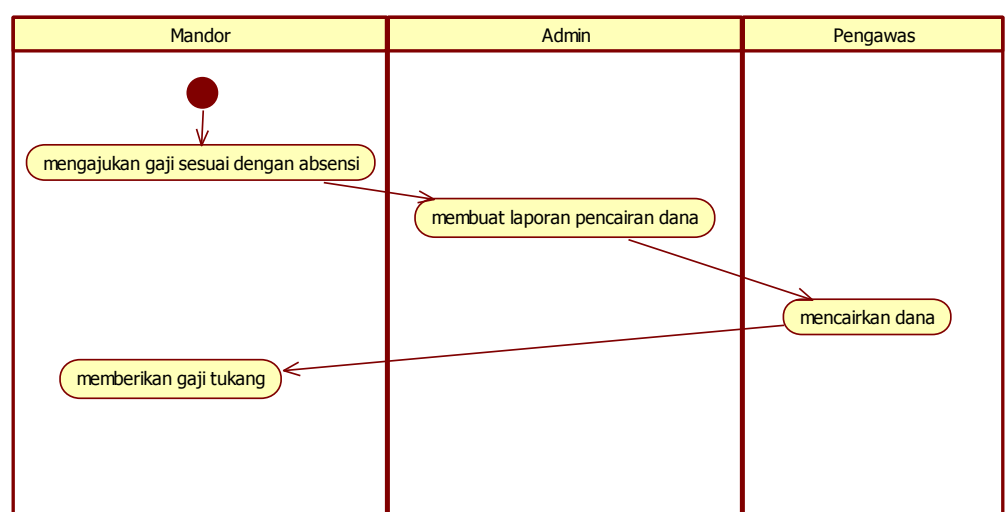 Mandor
Admin
Pengawas
mengajukan gaji sesuai dengan absensi
membuat laporan pencairan dana
mencairkan dana
memberikan gaji tukang